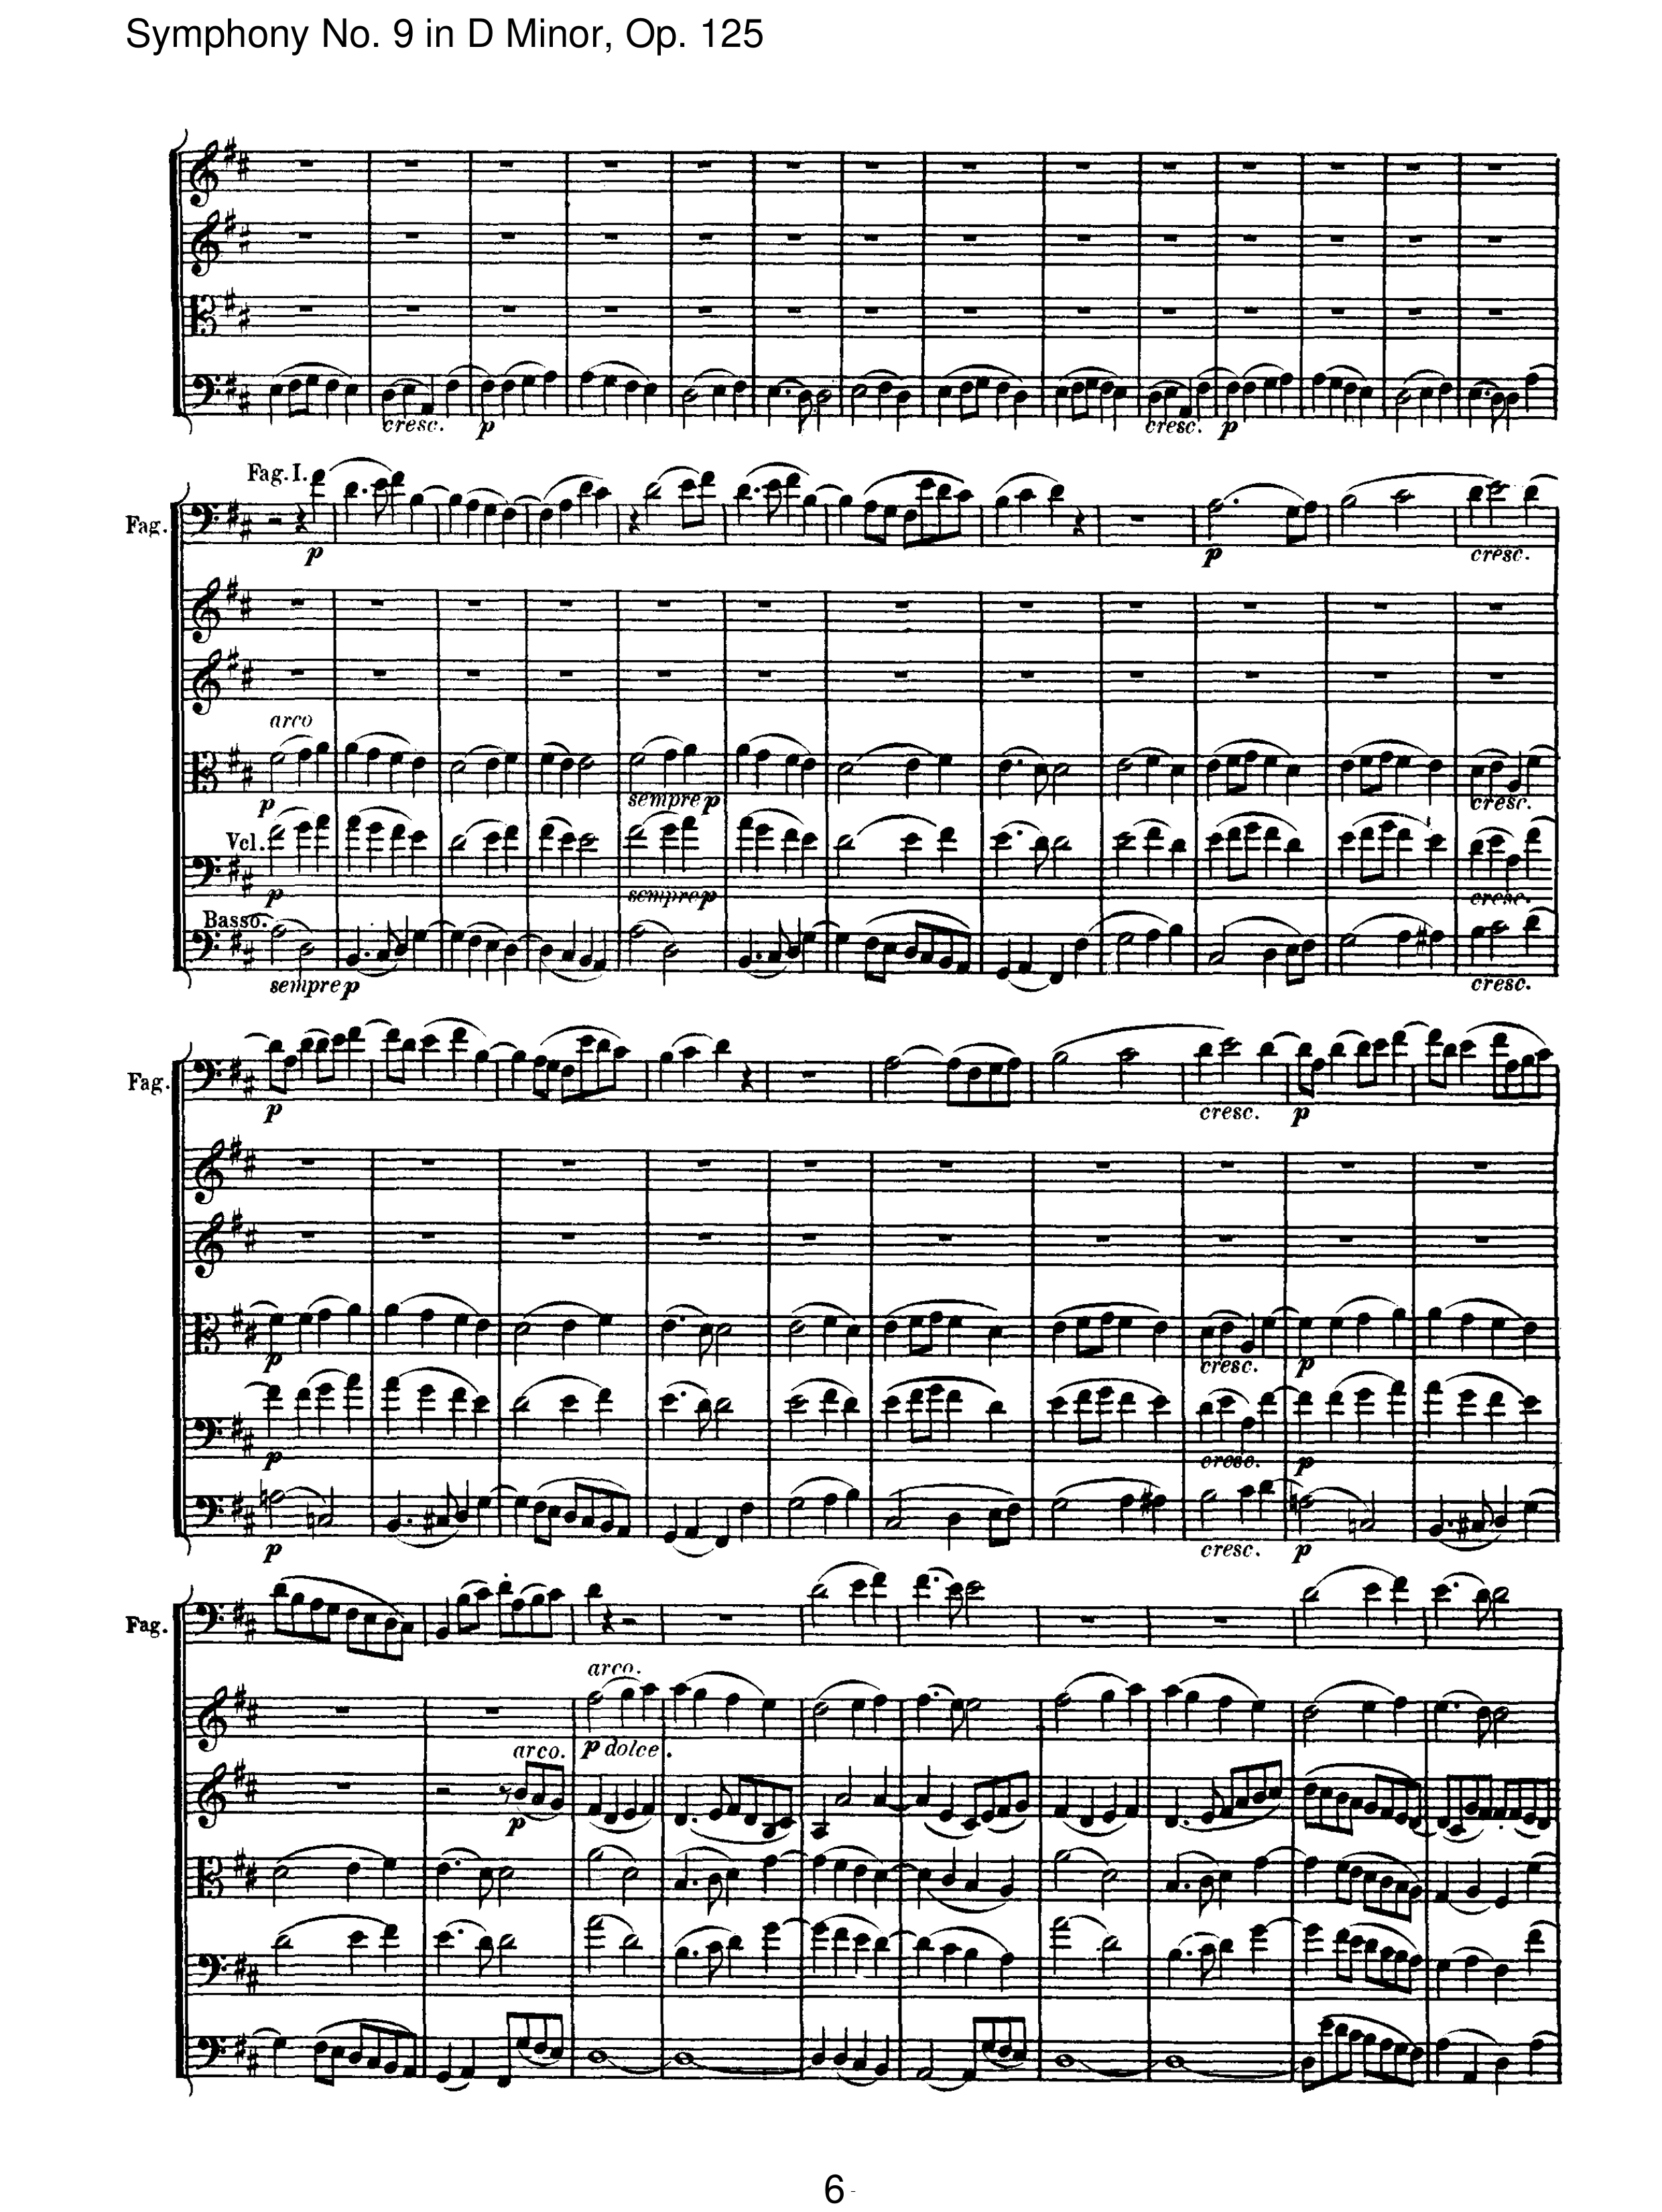 Symphony No. 9 in D Minor, Op. 125
cresc. p cresc. p
Fag. I.
Fag.
p p cresc.
arco
p sempre p cresc.
Vcl.
p sempre p cresc.
Basso.
sempre p cresc.
Fag.
p cresc. p
p cresc. p
p cresc. p
p cresc. p
Fag.
arco.
p dolce.
arco.
p
6